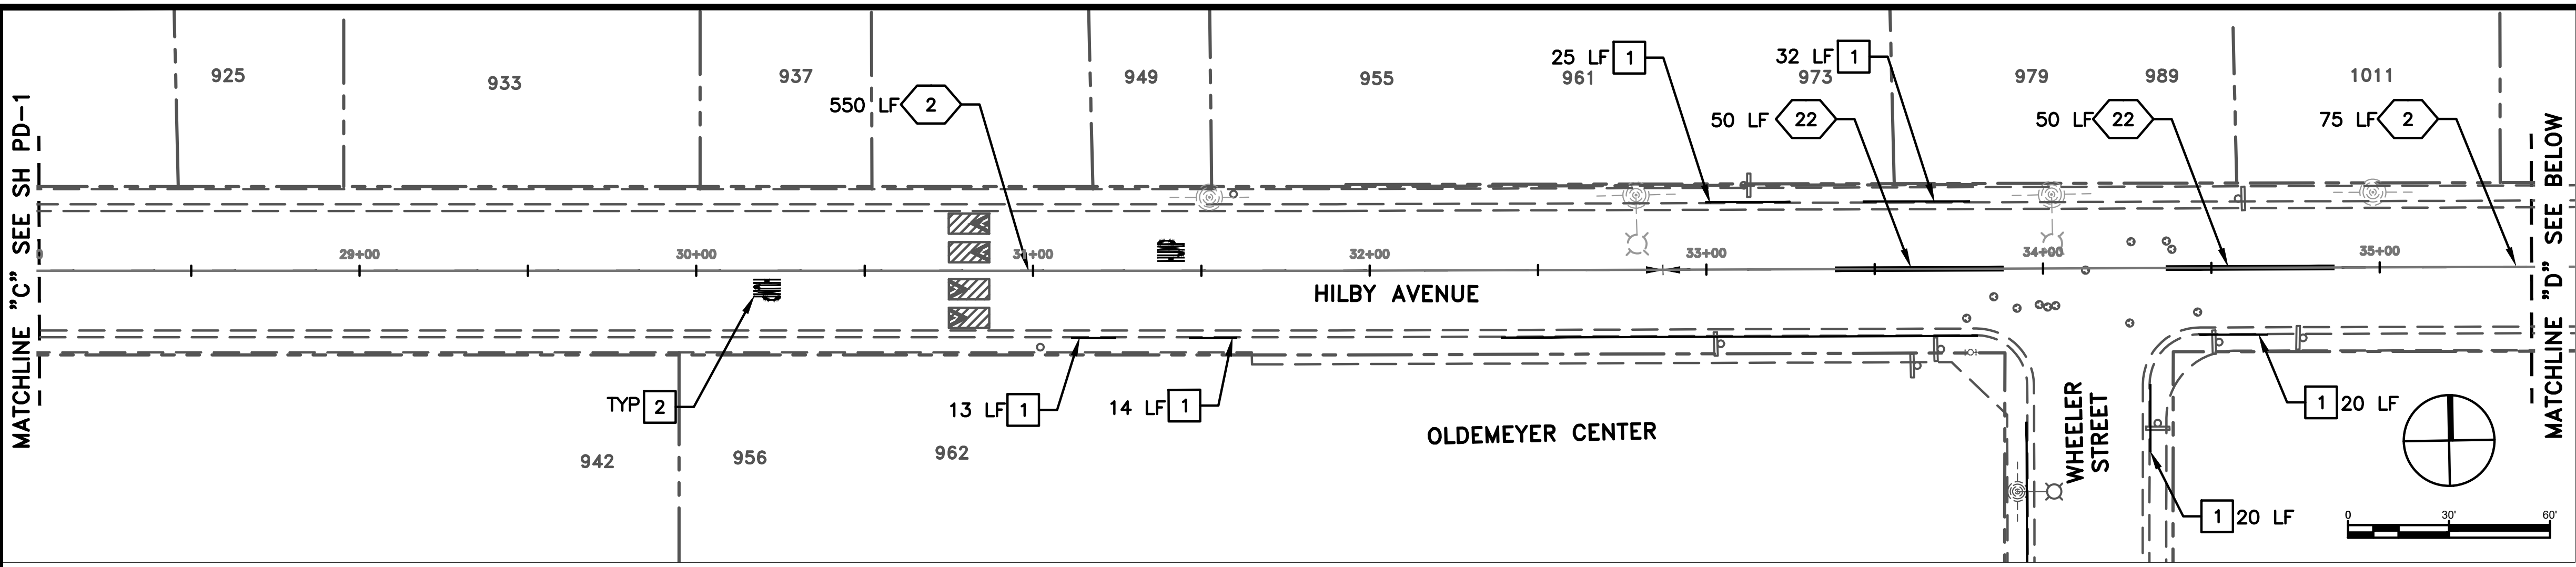 MATCHLINE "C" SEE SH PD-1
925
933
937
949
955
961
973
979
989
1011
550 LF 2
25 LF 1
32 LF 1
50 LF 22
50 LF 22
75 LF 2
29+00
30+00
31+00
32+00
33+00
34+00
35+00
HILBY AVENUE
TYP 2
13 LF 1
14 LF 1
OLDEMEYER CENTER
942
956
962
WHEELER
STREET
1 20 LF
1 20 LF
0 30' 60'
MATCHLINE "D" SEE BELOW